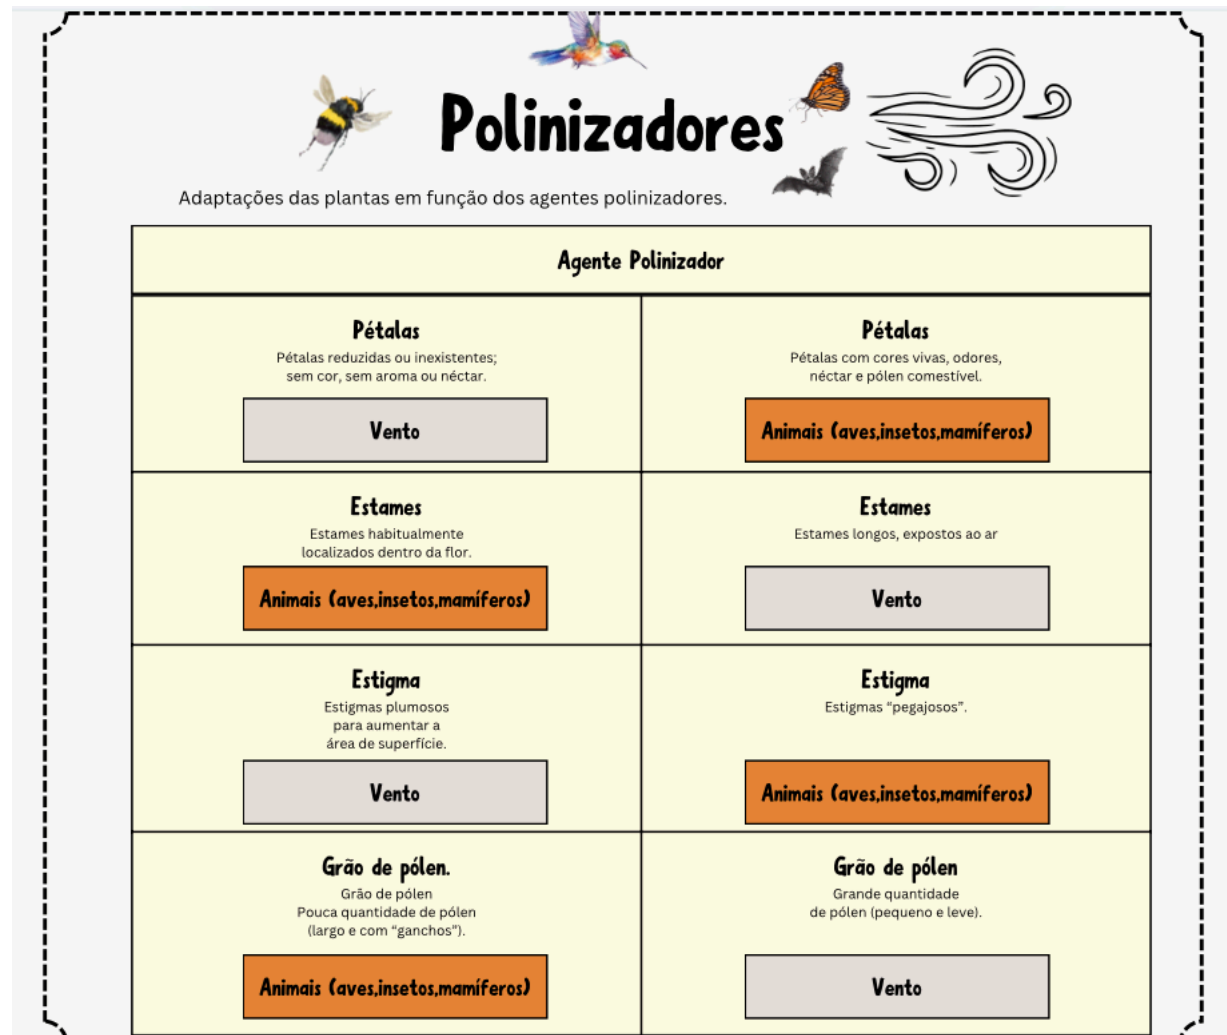 Polinizadores
Adaptações das plantas em função dos agentes polinizadores.
Agente Polinizador
Pétalas
Pétalas reduzidas ou inexistentes;
sem cor, sem aroma ou néctar.
Vento
Pétalas
Pétalas com cores vivas, odores,
néctar e pólen comestível.
Animais (aves,insetos,mamíferos)
Estames
Estames habitualmente
localizados dentro da flor.
Animais (aves,insetos,mamíferos)
Estames
Estames longos, expostos ao ar
Vento
Estigma
Estigmas plumosos
para aumentar a
área de superfície.
Vento
Estigma
Estigmas “pegajosos”.
Animais (aves,insetos,mamíferos)
Grão de pólen.
Grão de pólen
Pouca quantidade de pólen
(largo e com “ganchos”).
Animais (aves,insetos,mamíferos)
Grão de pólen
Grande quantidade
de pólen (pequeno e leve).
Vento